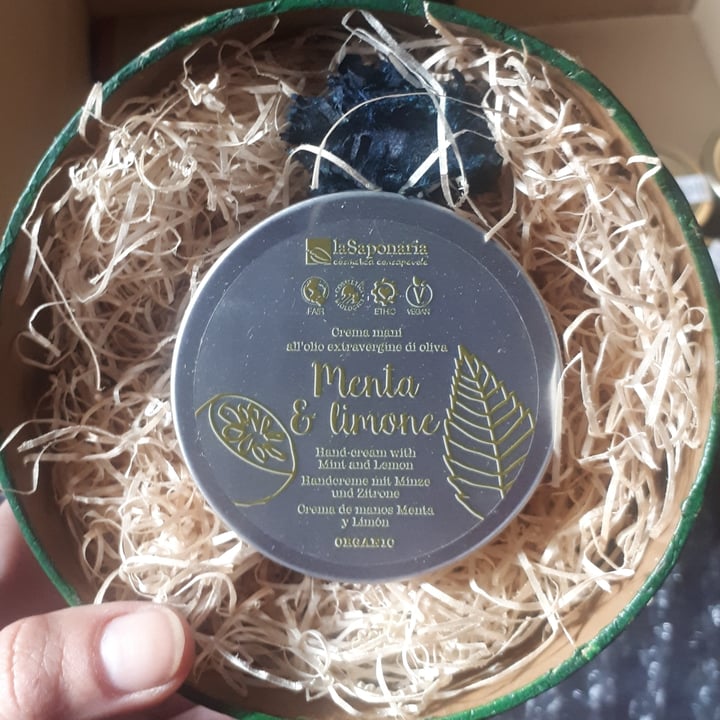 laSaponaria
cosmetica consapevole
FAIR ETHIC VEGAN
Crema mani
all'olio extravergine di oliva
Menta
& limone
Hand-cream with
Mint and Lemon
Handcreme mit Minze
und Zitrone
Crema de manos Menta
y Limón
ORGANIC